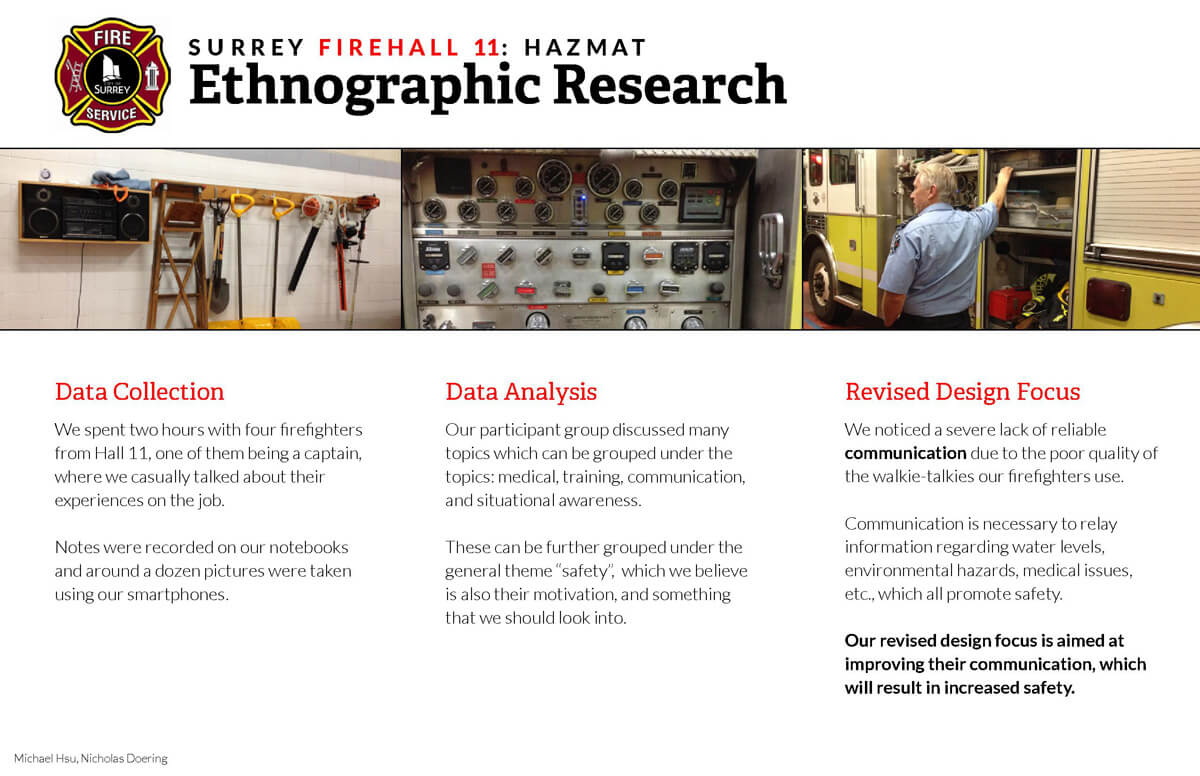 FIRE
CITY OF
SURREY
SERVICE
SURREY FIREHALL 11: HAZMAT
Ethnographic Research
Data Collection
We spent two hours with four firefighters
from Hall 11, one of them being a captain,
where we casually talked about their
experiences on the job.
Notes were recorded on our notebooks
and around a dozen pictures were taken
using our smartphones.
Data Analysis
Our participant group discussed many
topics which can be grouped under the
topics: medical, training, communication,
and situational awareness.
These can be further grouped under the
general theme “safety”, which we believe
is also their motivation, and something
that we should look into.
Revised Design Focus
We noticed a severe lack of reliable
communication due to the poor quality of
the walkie-talkies our firefighters use.
Communication is necessary to relay
information regarding water levels,
environmental hazards, medical issues,
etc., which all promote safety.
Our revised design focus is aimed at
improving their communication, which
will result in increased safety.
Michael Hsu, Nicholas Doering